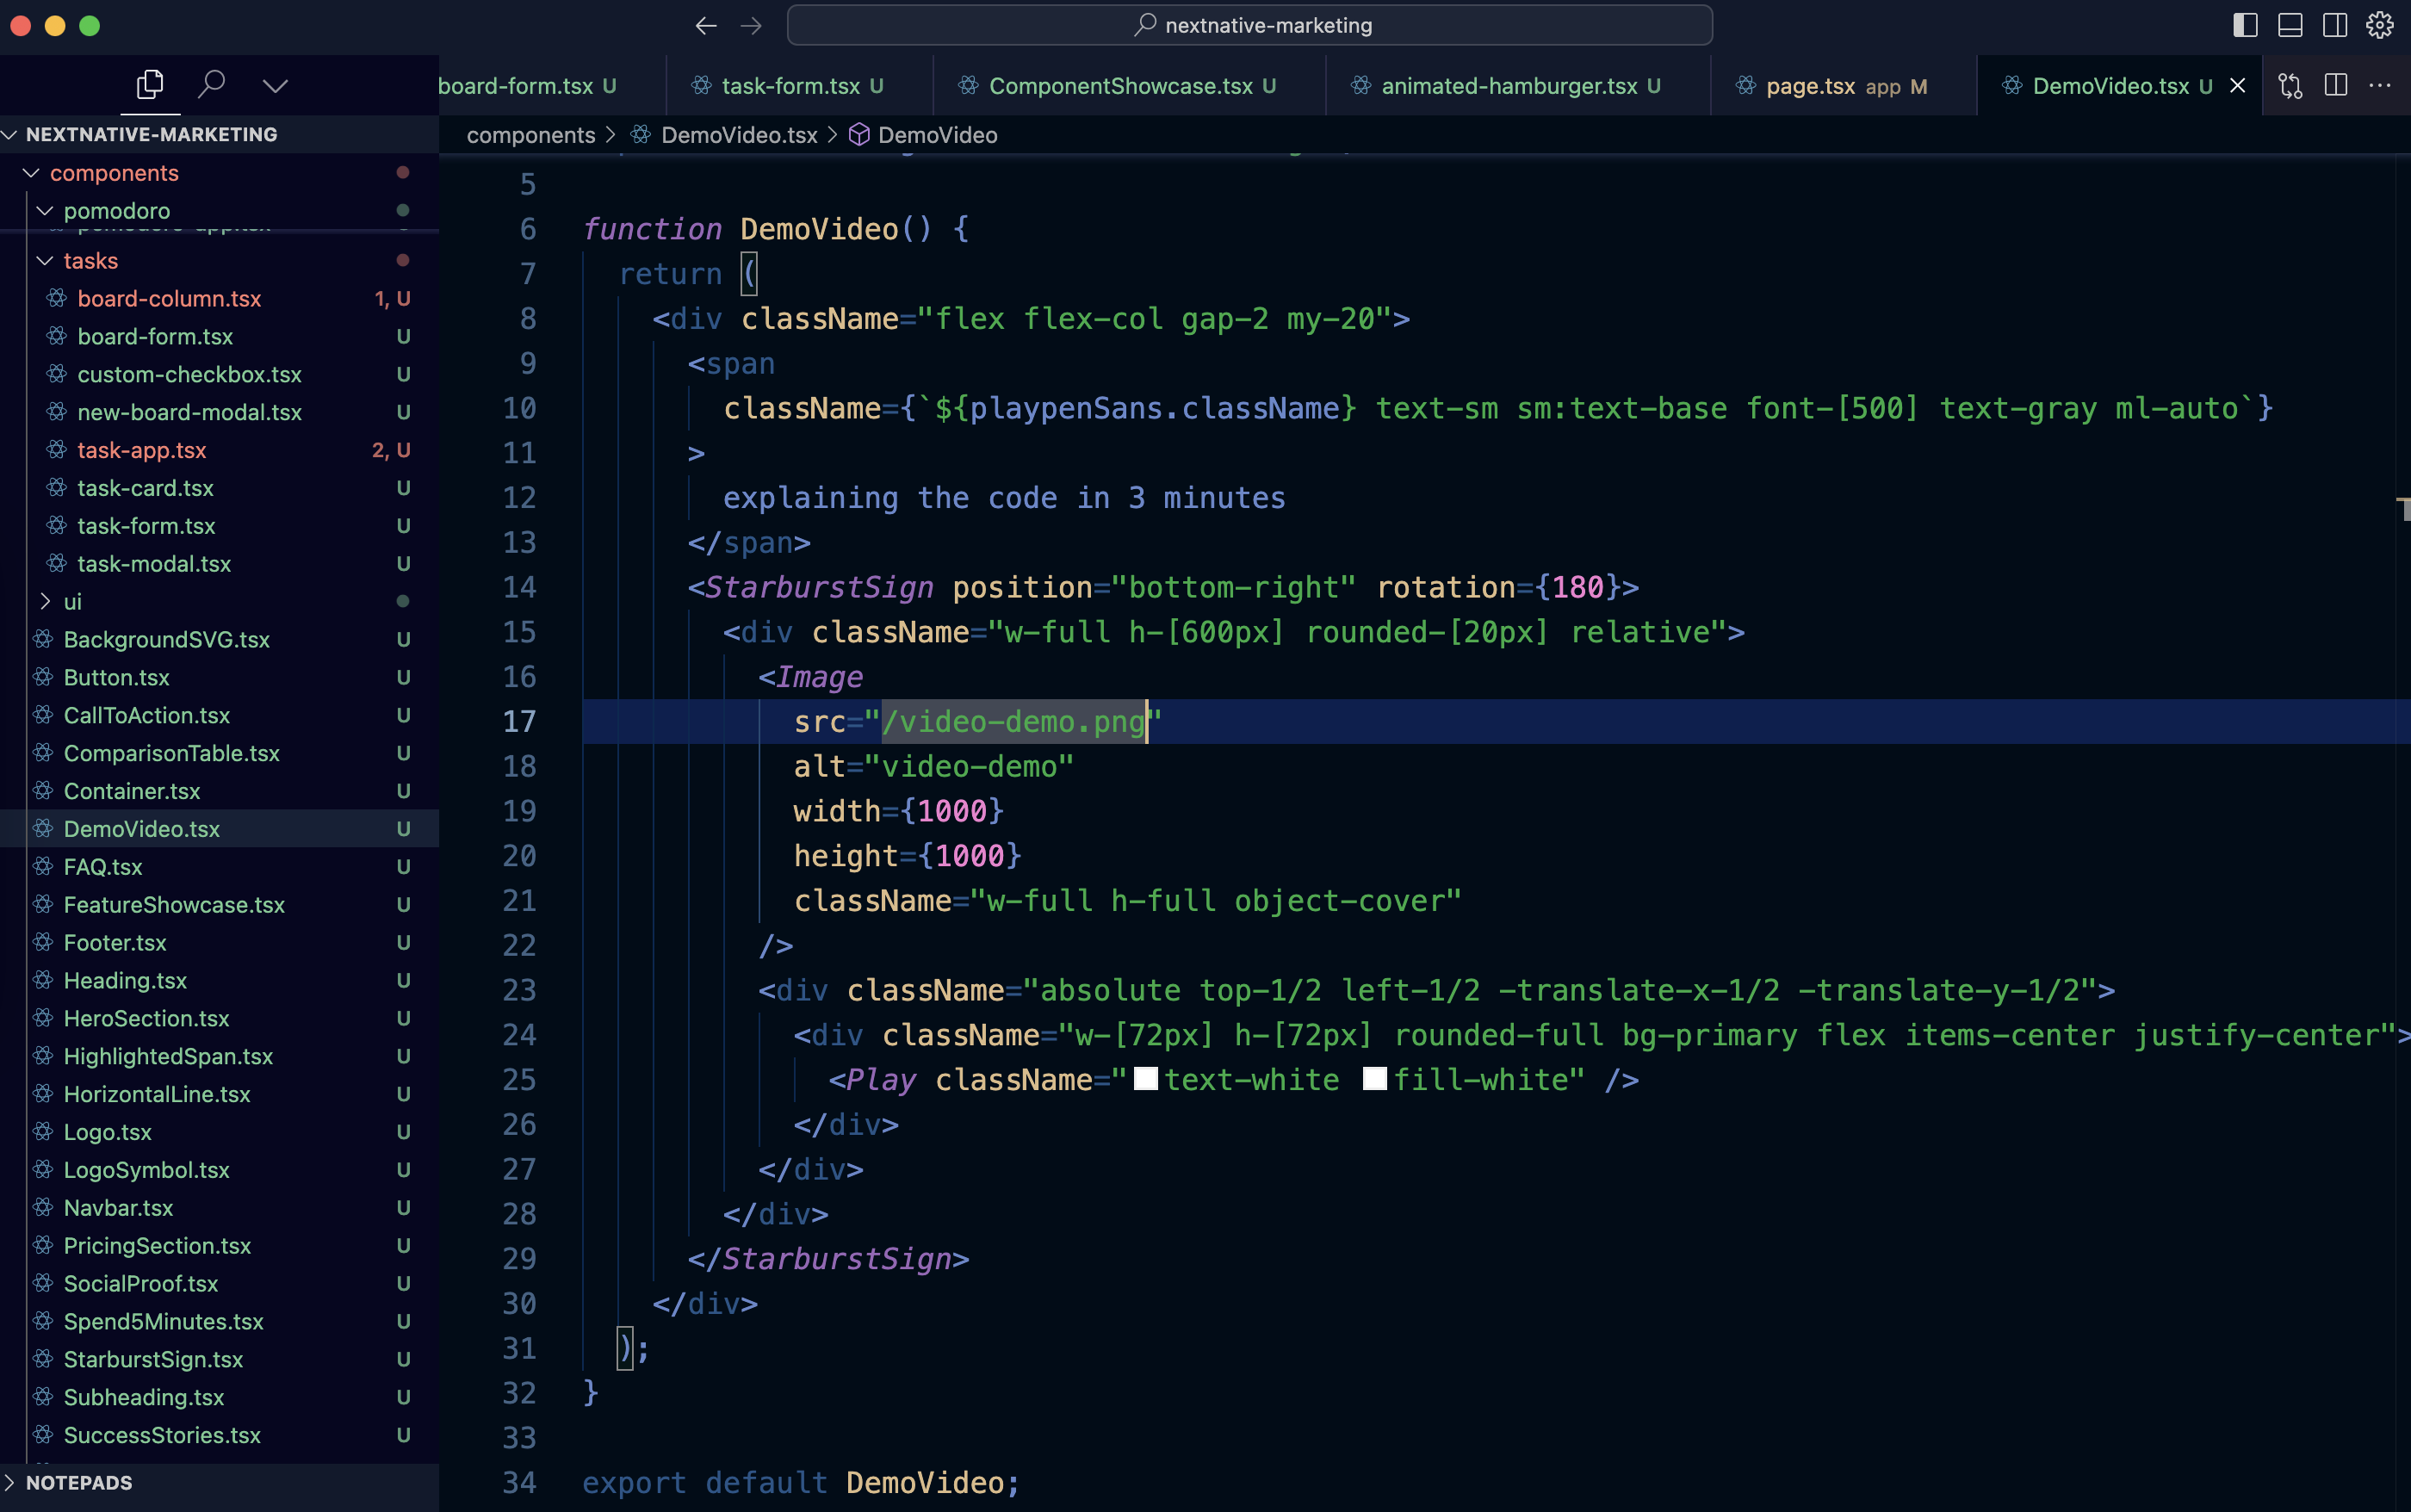 nextnative-marketing
board-form.tsx U
task-form.tsx U
ComponentShowcase.tsx U
animated-hamburger.tsx U
page.tsx app M
DemoVideo.tsx U
NEXTNATIVE-MARKETING
components > DemoVideo.tsx > DemoVideo
components
pomodoro
tasks
board-column.tsx 1, U
board-form.tsx U
custom-checkbox.tsx U
new-board-modal.tsx U
task-app.tsx 2, U
task-card.tsx U
task-form.tsx U
task-modal.tsx U
ui
BackgroundSVG.tsx U
Button.tsx U
CallToAction.tsx U
ComparisonTable.tsx U
Container.tsx U
DemoVideo.tsx U
FAQ.tsx U
FeatureShowcase.tsx U
Footer.tsx U
Heading.tsx U
HeroSection.tsx U
HighlightedSpan.tsx U
HorizontalLine.tsx U
Logo.tsx U
LogoSymbol.tsx U
Navbar.tsx U
PricingSection.tsx U
SocialProof.tsx U
Spend5Minutes.tsx U
StarburstSign.tsx U
Subheading.tsx U
SuccessStories.tsx U
NOTEPADS
5
6 function DemoVideo() {
7 return (
8 <div className="flex flex-col gap-2 my-20">
9 <span
10 className={`${playpenSans.className} text-sm sm:text-base font-[500] text-gray ml-auto`}
11 >
12 explaining the code in 3 minutes
13 </span>
14 <StarburstSign position="bottom-right" rotation={180}>
15 <div className="w-full h-[600px] rounded-[20px] relative">
16 <Image
17 src="/video-demo.png"
18 alt="video-demo"
19 width={1000}
20 height={1000}
21 className="w-full h-full object-cover"
22 />
23 <div className="absolute top-1/2 left-1/2 -translate-x-1/2 -translate-y-1/2">
24 <div className="w-[72px] h-[72px] rounded-full bg-primary flex items-center justify-center">
25 <Play className="text-white fill-white" />
26 </div>
27 </div>
28 </div>
29 </StarburstSign>
30 </div>
31 );
32 }
33
34 export default DemoVideo;